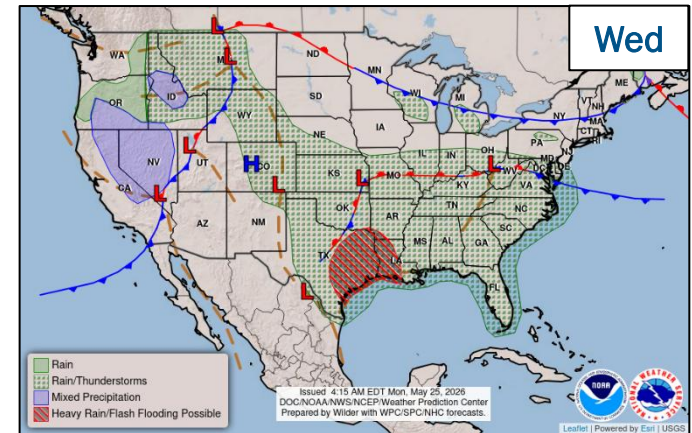 Wed
L
L
WA
MT
ND
MN
ME
OR
ID
SD
WI
MI
VT
NH
NY
MA
CT
RI
WY
IA
PA
NJ
NE
L
NV
UT
H
CO
IL
IN
OH
L
WV
MD
DC
DE
CA
L
L
KS
L
MO
KY
VA
AZ
NM
OK
AR
TN
NC
SC
TX
LA
MS
AL
GA
L
FL
Rain
Rain/Thunderstorms
Mixed Precipitation
Heavy Rain/Flash Flooding Possible
Issued 4:15 AM EDT Mon, May 25, 2026
DOC/NOAA/NWS/NCEP/Weather Prediction Center
Prepared by Wilder with WPC/SPC/NHC forecasts.
NOAA
Leaflet | Powered by Esri | USGS